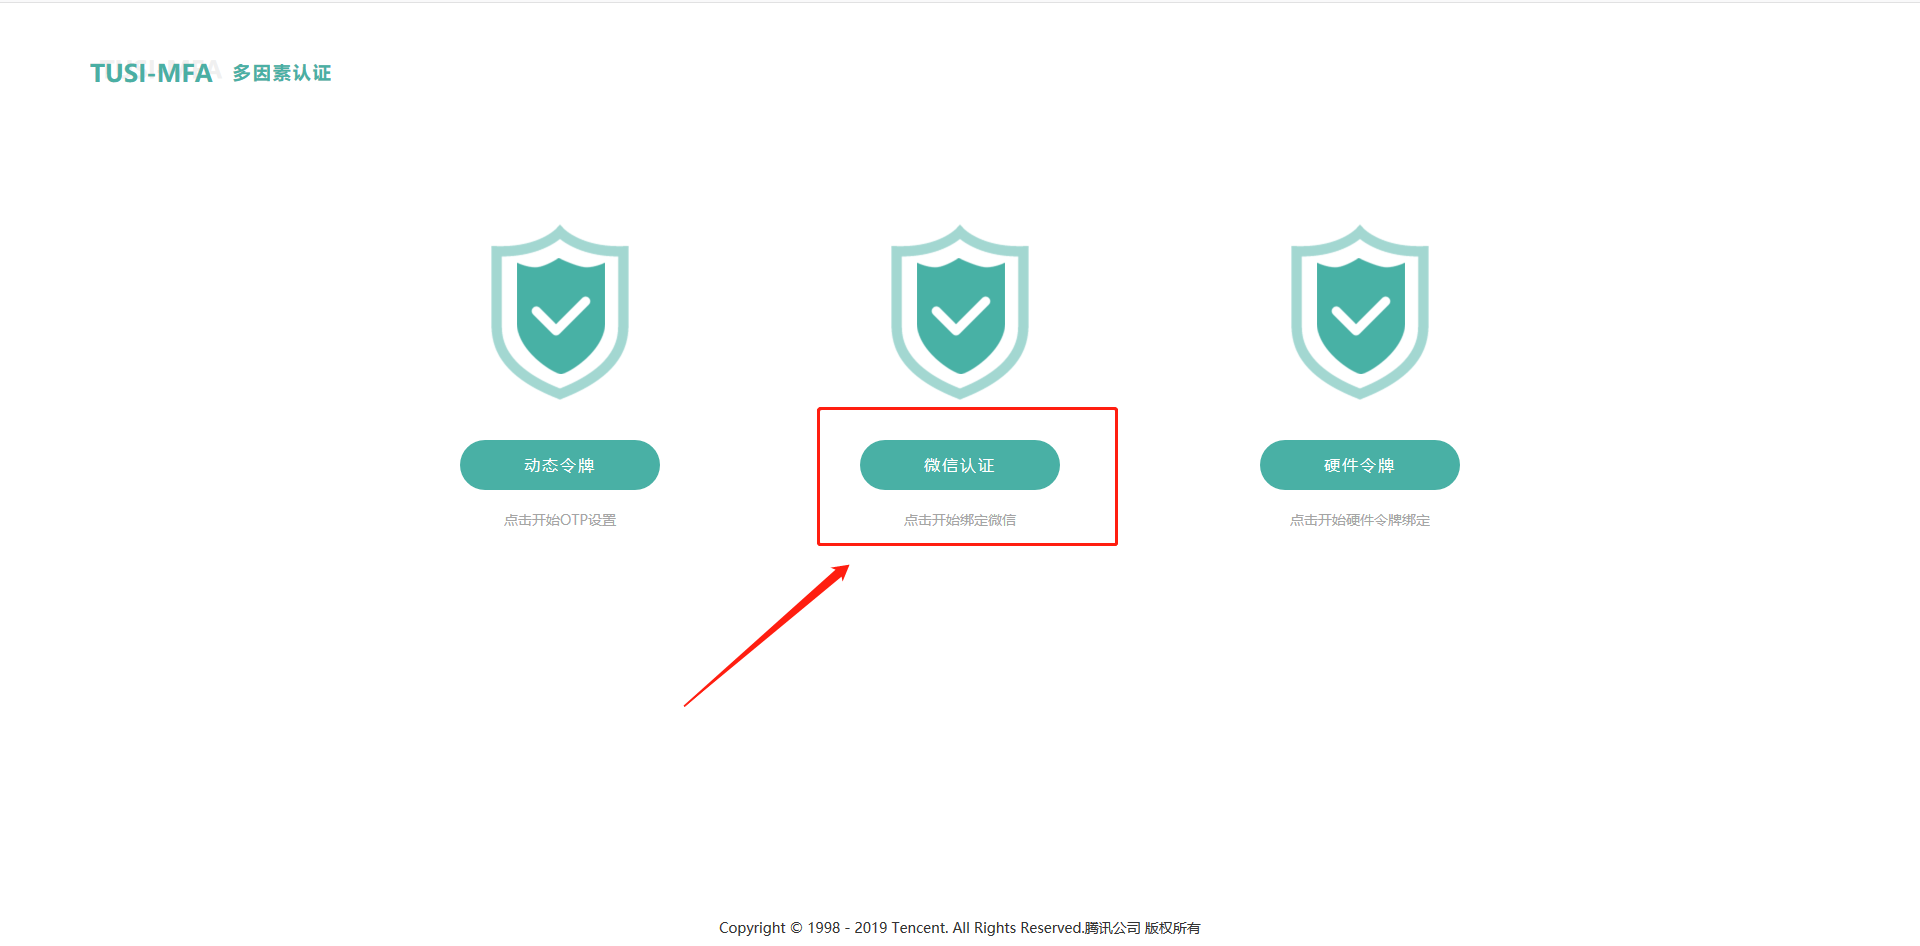 TUSI-MFA 多因素认证
动态令牌
微信认证
硬件令牌
点击开始OTP设置
点击开始绑定微信
点击开始硬件令牌绑定
Copyright © 1998 - 2019 Tencent. All Rights Reserved.腾讯公司 版权所有